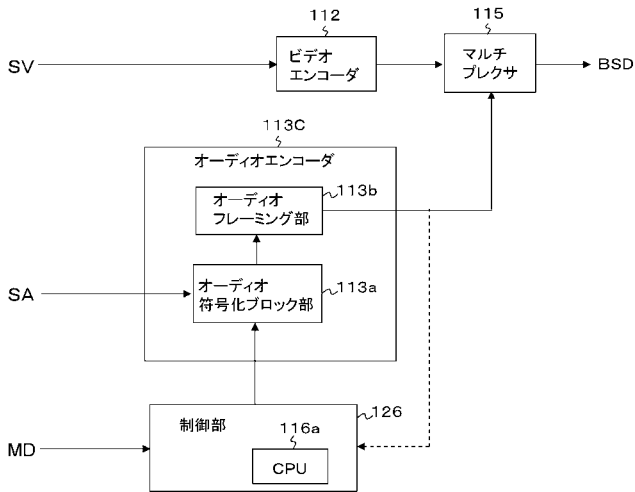 112
115
SV
ビデオ
エンコーダ
マルチ
プレクサ
BSD
113C
オーディオエンコーダ
オーディオ
フレーミング部
113b
SA
オーディオ
符号化ブロック部
113a
制御部
126
116a
MD
CPU